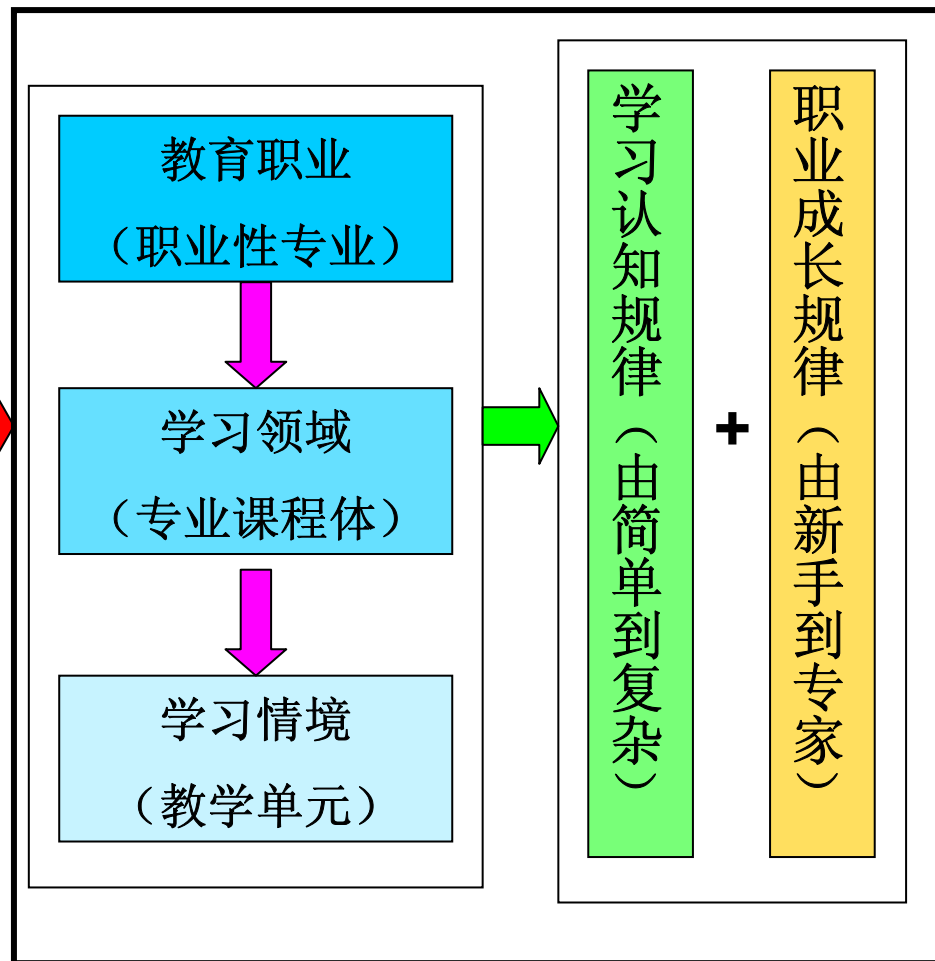 教育职业
（职业性专业）
学习领域
（专业课程体）
学习情境
（教学单元）
学习认知规律（由简单到复杂）
+
职业成长规律（由新手到专家）